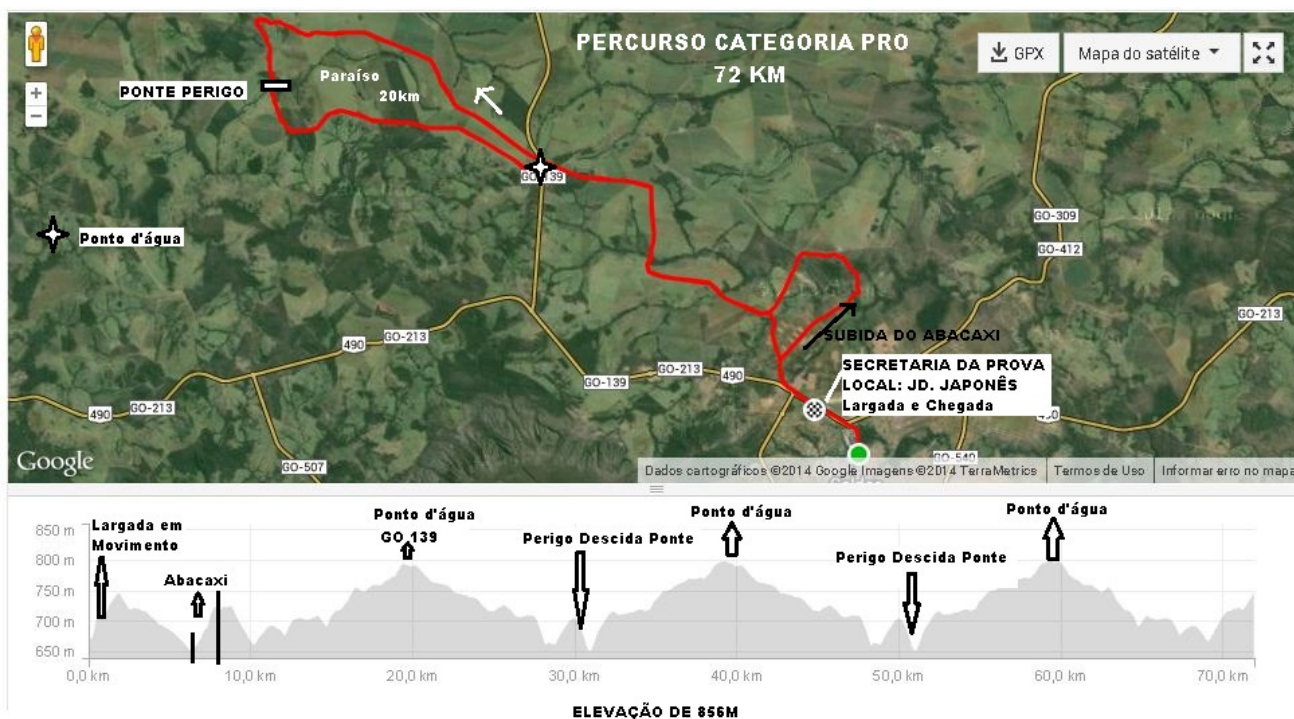 PERCURSO CATEGORIA PRO
72 KM
GPX
Mapa do satélite
Paraíso
20km
PONTE PERIGO
+
−
GO-139
Ponto d'água
GO-309
GO-412
GO-213
SUBIDA DO ABACAXI
490
GO-213
SECRETARIA DA PROVA
LOCAL: JD. JAPONÊS
Largada e Chegada
GO-213
490
GO-139
490
GO-213
490
GO-507
GO-540
Google
Dados cartográficos ©2014 Google Imagens ©2014 TerraMetrics
Termos de Uso
Informar erro no mapa
850 m
800 m
750 m
700 m
650 m
Largada em
Movimento
Abacaxi
Ponto d'água
GO 139
Perigo Descida Ponte
Ponto d'água
Perigo Descida Ponte
Ponto d'água
0,0 km
10,0 km
20,0 km
30,0 km
40,0 km
50,0 km
60,0 km
70,0 km
ELEVAÇÃO DE 856M